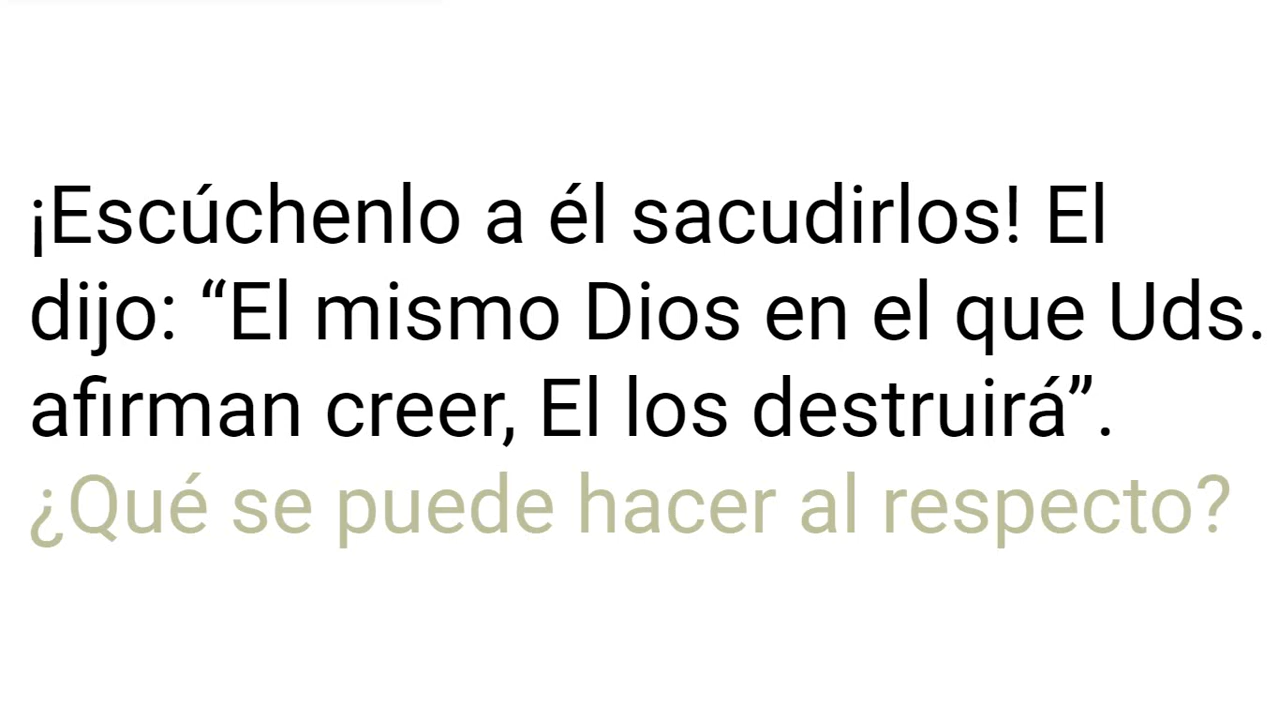 ¡Escúchenlo a él sacudirlos! El
dijo: “El mismo Dios en el que Uds.
afirman creer, El los destruirá”.
¿Qué se puede hacer al respecto?